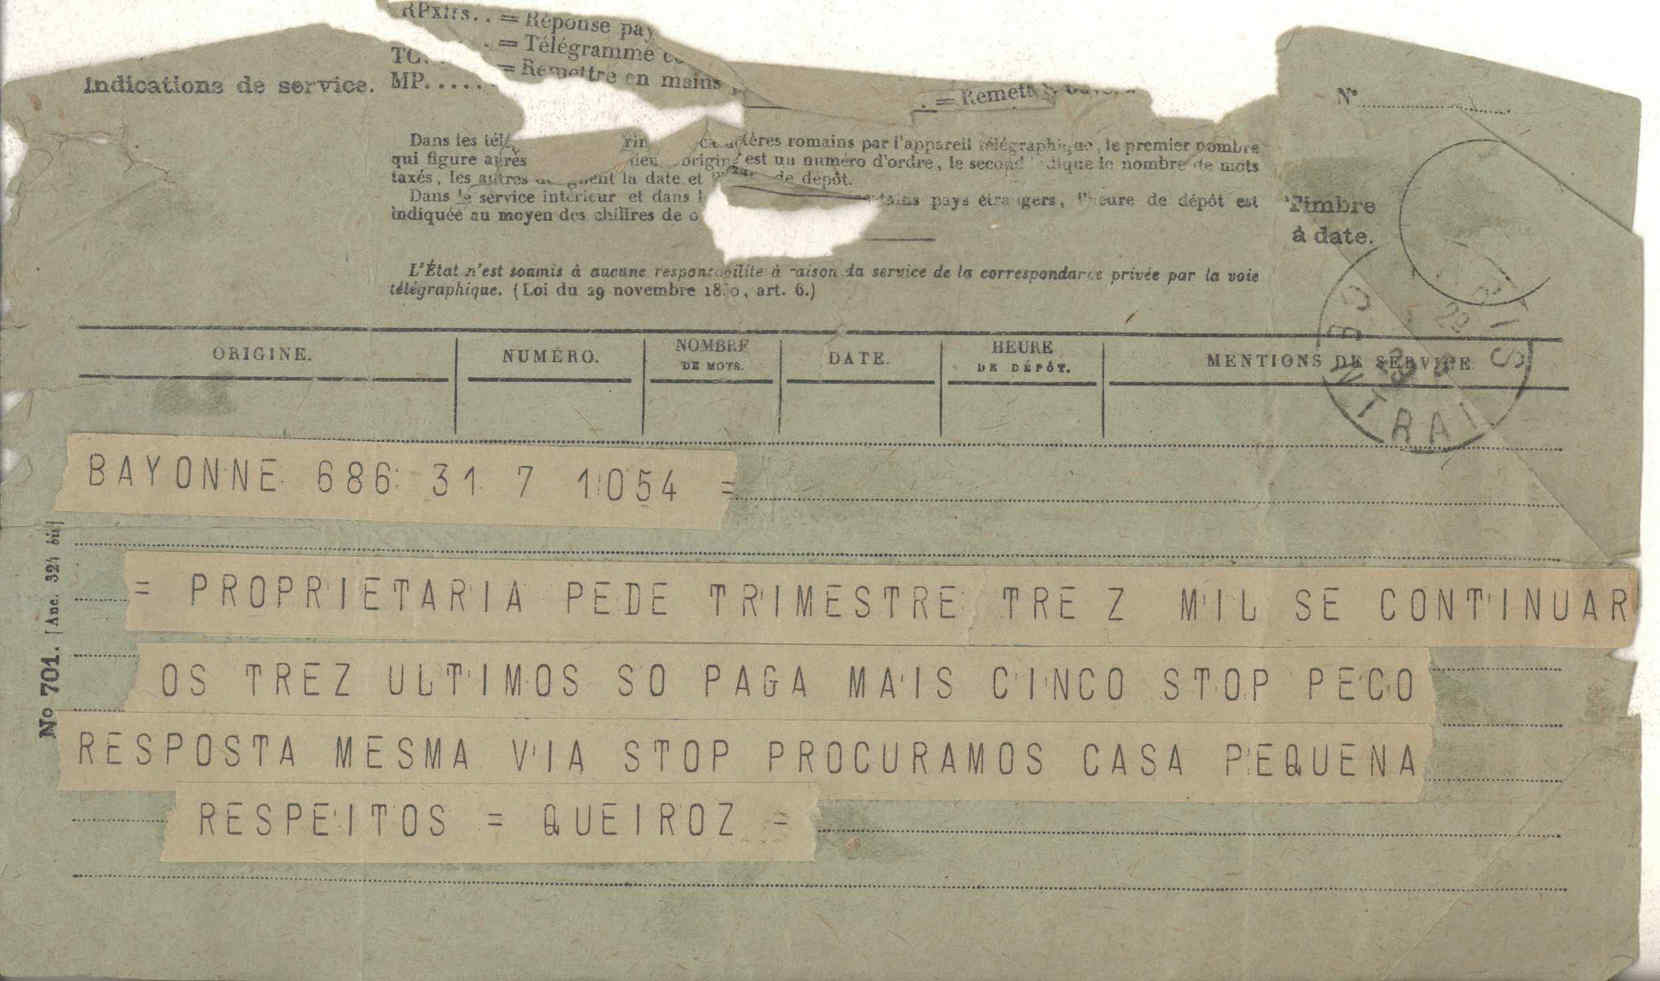 = Réponse
= Télégramme
Indications de service.
MP.....
= Remettre en mains
Nº
Dans les
romains par l'appareil télégraphique, le premier nombre
qui figure après
est un numéro d'ordre, le second indique le nombre de mots
taxés, les autres
la date et
de dépôt.
Dans le service intérieur et dans
pays étrangers, l'heure de dépôt est
indiquée au moyen des chiffres de
Timbre
à date.
L'État n'est soumis à aucune responsabilité à raison du service de la correspondance privée par la voie
télégraphique. (Loi du 29 novembre 1850, art. 6.)
ORIGINE.
NUMÉRO.
NOMBRE
DE MOTS.
DATE.
HEURE
DE DÉPÔT.
MENTIONS DE SERVICE.
PARIS
CENTRAL
BAYONNE 686 31 7 1054 =
= PROPRIETARIA PEDE TRIMESTRE TRE Z MIL SE CONTINUAR
OS TREZ ULTIMOS SO PAGA MAIS CINCO STOP PECO
RESPOSTA MESMA VIA STOP PROCURAMOS CASA PEQUENA
RESPEITOS = QUEIROZ =
No 701. [Anc. 324 bis]